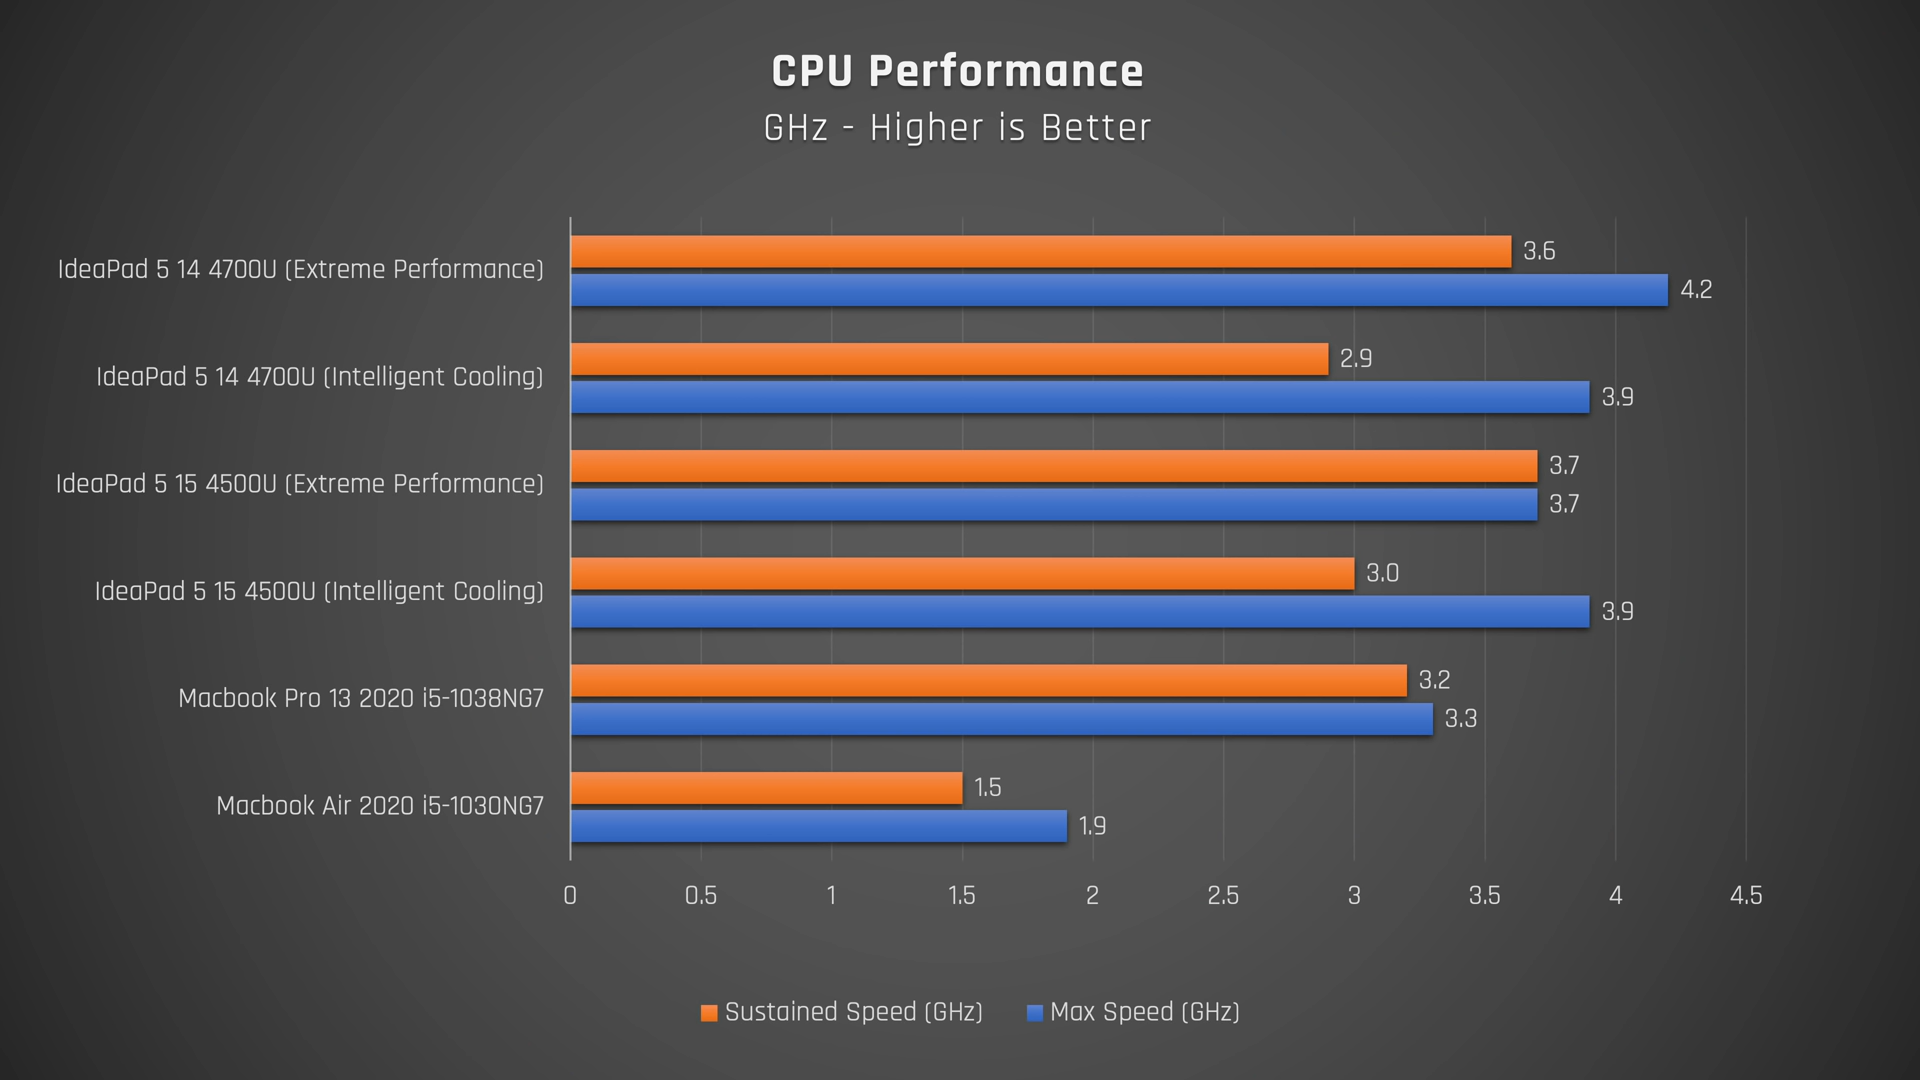 CPU Performance
GHz - Higher is Better
IdeaPad 5 14 4700U (Extreme Performance)
3.6
4.2
IdeaPad 5 14 4700U (Intelligent Cooling)
2.9
3.9
IdeaPad 5 15 4500U (Extreme Performance)
3.7
3.7
IdeaPad 5 15 4500U (Intelligent Cooling)
3.0
3.9
Macbook Pro 13 2020 i5-1038NG7
3.2
3.3
Macbook Air 2020 i5-1030NG7
1.5
1.9
0 0.5 1 1.5 2 2.5 3 3.5 4 4.5
Sustained Speed (GHz) Max Speed (GHz)